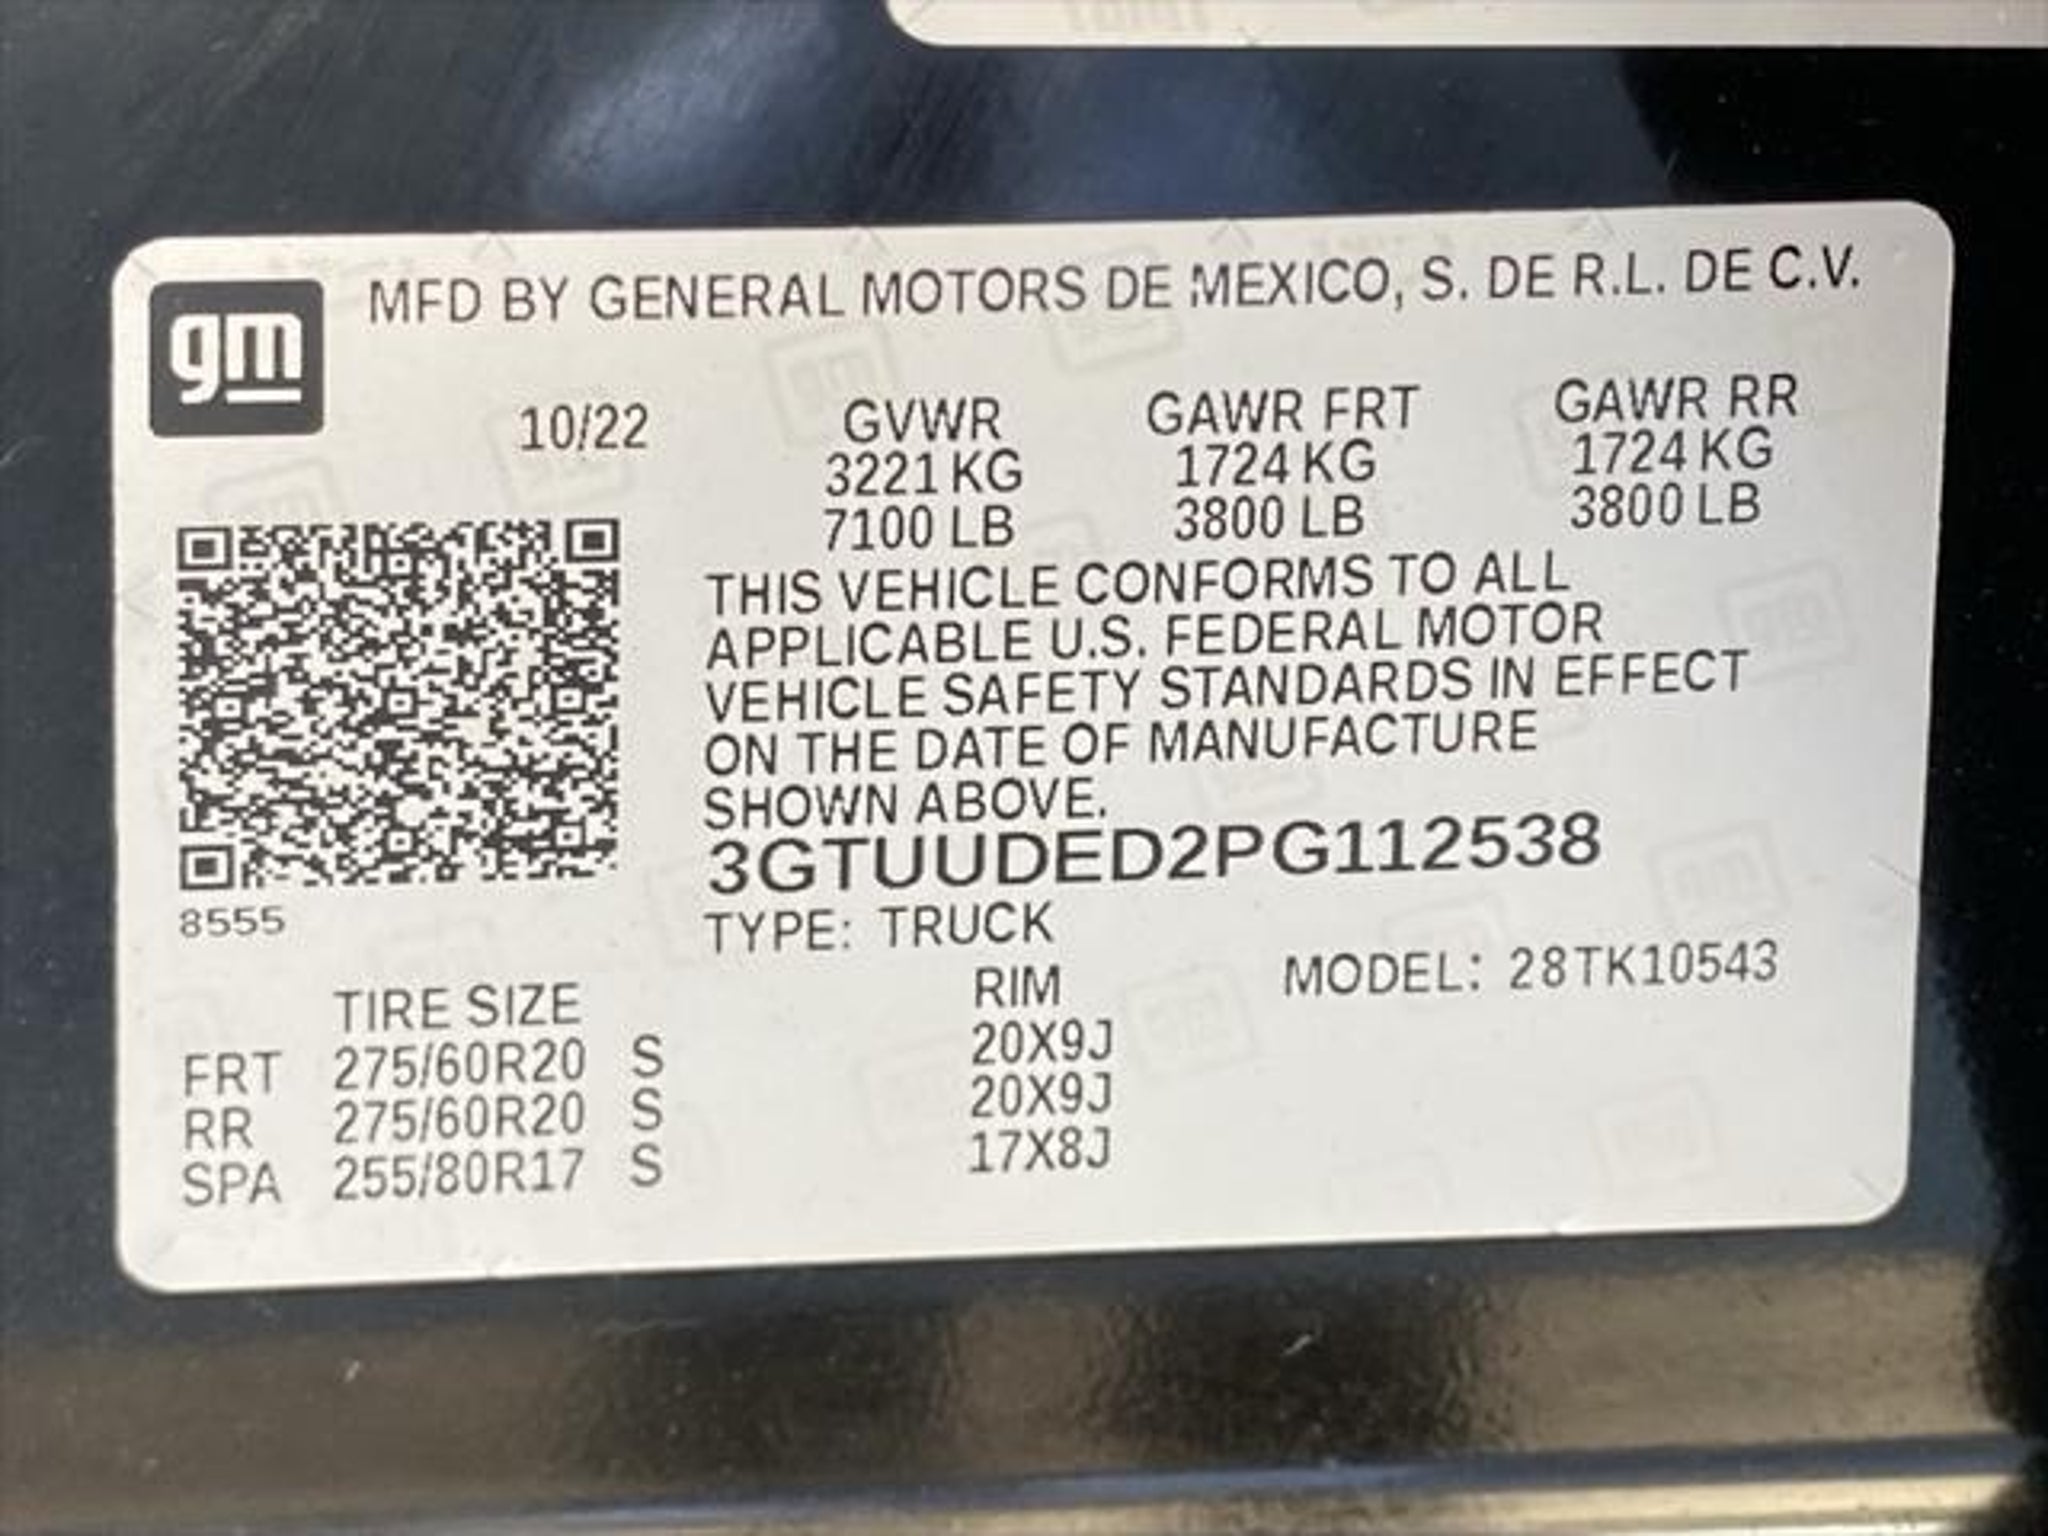 gm
MFD BY GENERAL MOTORS DE MEXICO, S. DE R.L. DE C.V.
10/22
GVWR GAWR FRT GAWR RR
3221 KG 1724 KG 1724 KG
7100 LB 3800 LB 3800 LB
THIS VEHICLE CONFORMS TO ALL
APPLICABLE U.S. FEDERAL MOTOR
VEHICLE SAFETY STANDARDS IN EFFECT
ON THE DATE OF MANUFACTURE
SHOWN ABOVE.
3GTUUDED2PG112538
8555
TYPE: TRUCK
MODEL: 28TK10543
TIRE SIZE RIM
FRT 275/60R20 S 20X9J
RR 275/60R20 S 20X9J
SPA 255/80R17 S 17X8J